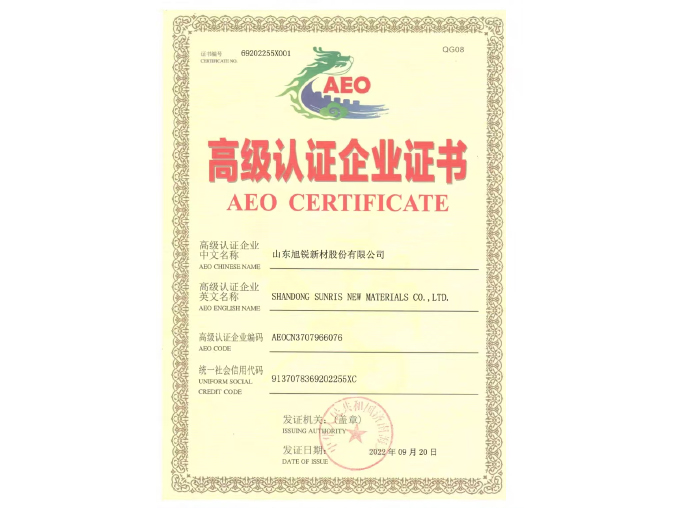 证书编号 69202255X001
CERTIFICATE NO.
QG08
AEO
高级认证企业证书
AEO CERTIFICATE
高级认证企业
中文名称 山东旭锐新材股份有限公司
AEO CHINESE NAME
高级认证企业
英文名称 SHANDONG SUNRIS NEW MATERIALS CO.,LTD.
AEO ENGLISH NAME
高级认证企业编码 AEOCN3707966076
AEO CODE
统一社会信用代码 9137078369202255XC
UNIFORM SOCIAL
CREDIT CODE
发证机关:(盖章)
ISSUING AUTHORITY
发证日期: 2022 年 09 月 20 日
DATE OF ISSUE